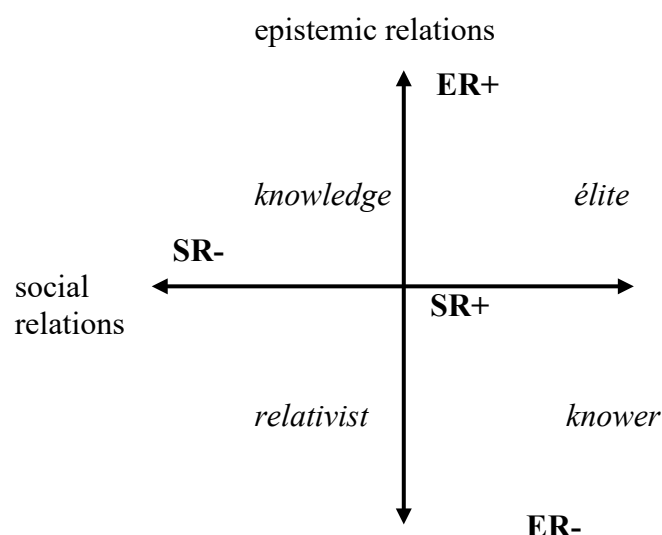 epistemic relations
ER+
knowledge
élite
SR-
social
relations
SR+
relativist
knower
ER-